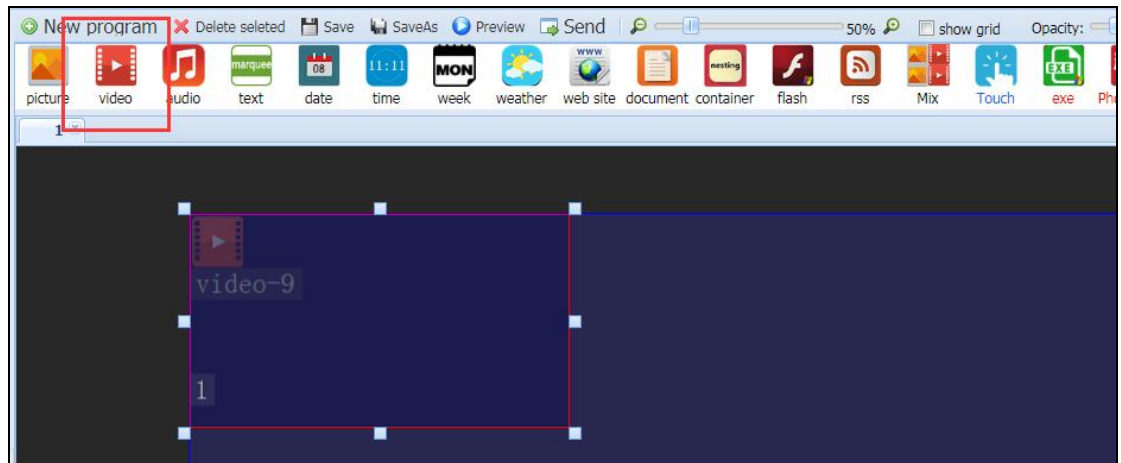 New program Delete seleted Save SaveAs Preview Send 50% show grid Opacity:
marquee 08 11:11 MON www nesting EXE
picture video audio text date time week weather web site document container flash rss Mix Touch exe
1
video-9
1